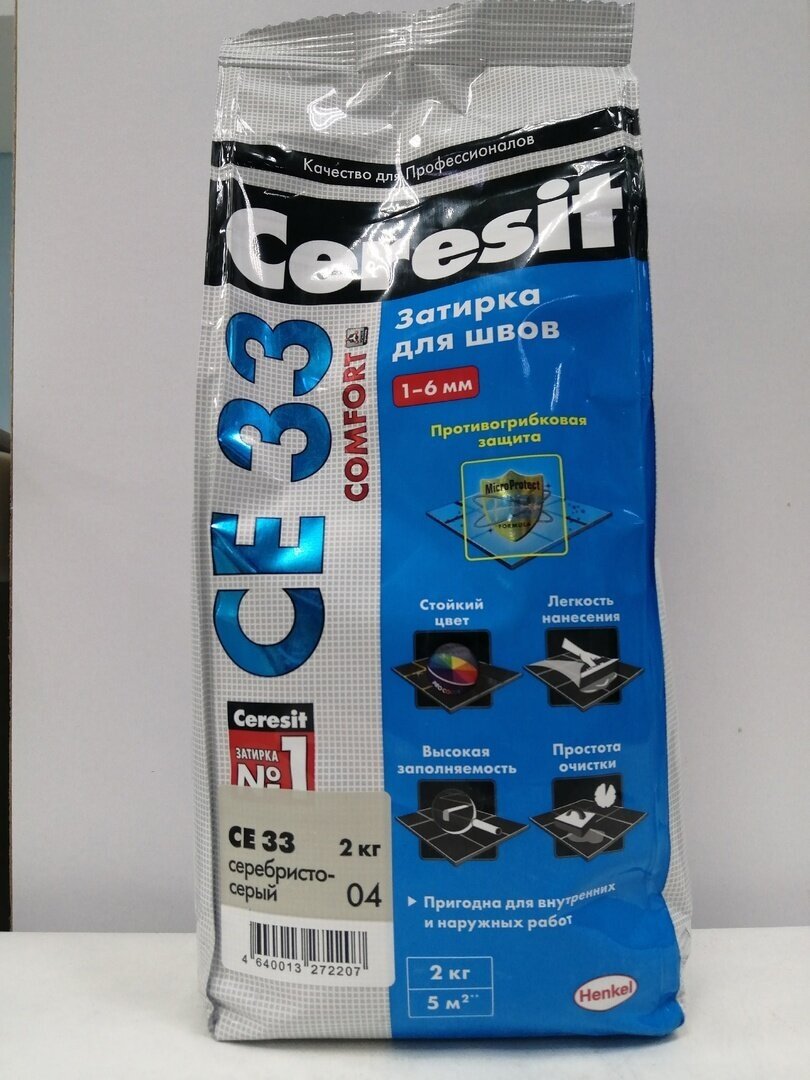 Качество для Профессионалов
Ceresit
CE 33
COMFORT
Затирка
для швов
1-6 мм
Противогрибковая
защита
MicroProtect
FORMULA
Стойкий
цвет
Легкость
нанесения
Высокая
заполняемость
Простота
очистки
Ceresit
ЗАТИРКА
№1
CE 33 2 кг
серебристо-
серый 04
4 640013 272207
▶ Пригодна для внутренних
и наружных работ
2 кг
5 м²**
Henkel